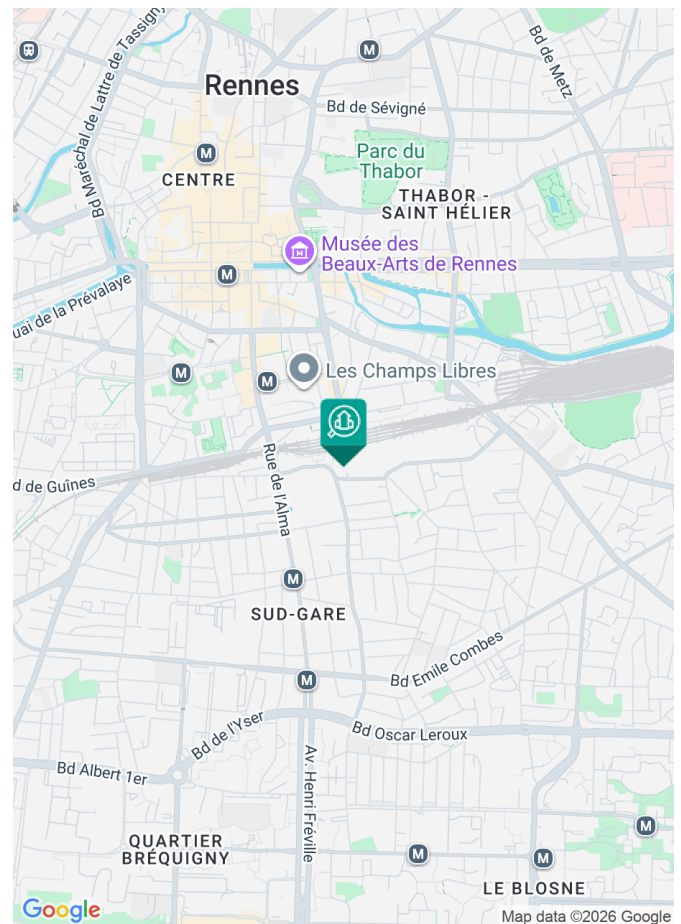 Bd Maréchal de Lattre de Tassigny
M
Bd de Metz
Rennes
Bd de Sévigné
M
CENTRE
Parc du
Thabor
THABOR -
SAINT HÉLIER
Musée des
Beaux-Arts de Rennes
M
uai de la Prévalaye
M
M
Les Champs Libres
d de Guînes
Rue de l'Alma
M
SUD-GARE
M
Bd Emile Combes
Bd de l'Yser
Bd Oscar Leroux
Bd Albert 1er
Av. Henri Fréville
M
QUARTIER
BRÉQUIGNY
M
M
LE BLOSNE
Google
Map data ©2026 Google